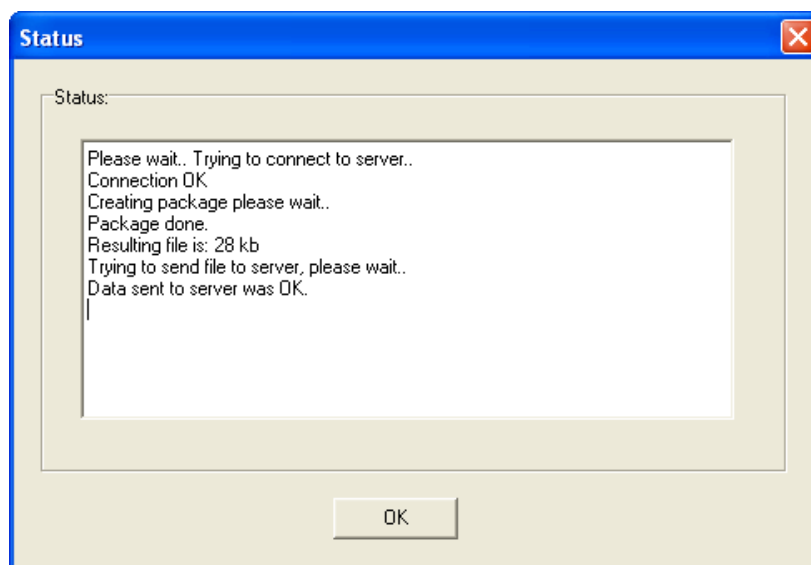 Status
Status:
Please wait.. Trying to connect to server..
Connection OK
Creating package please wait..
Package done.
Resulting file is: 28 kb
Trying to send file to server, please wait..
Data sent to server was OK.
OK